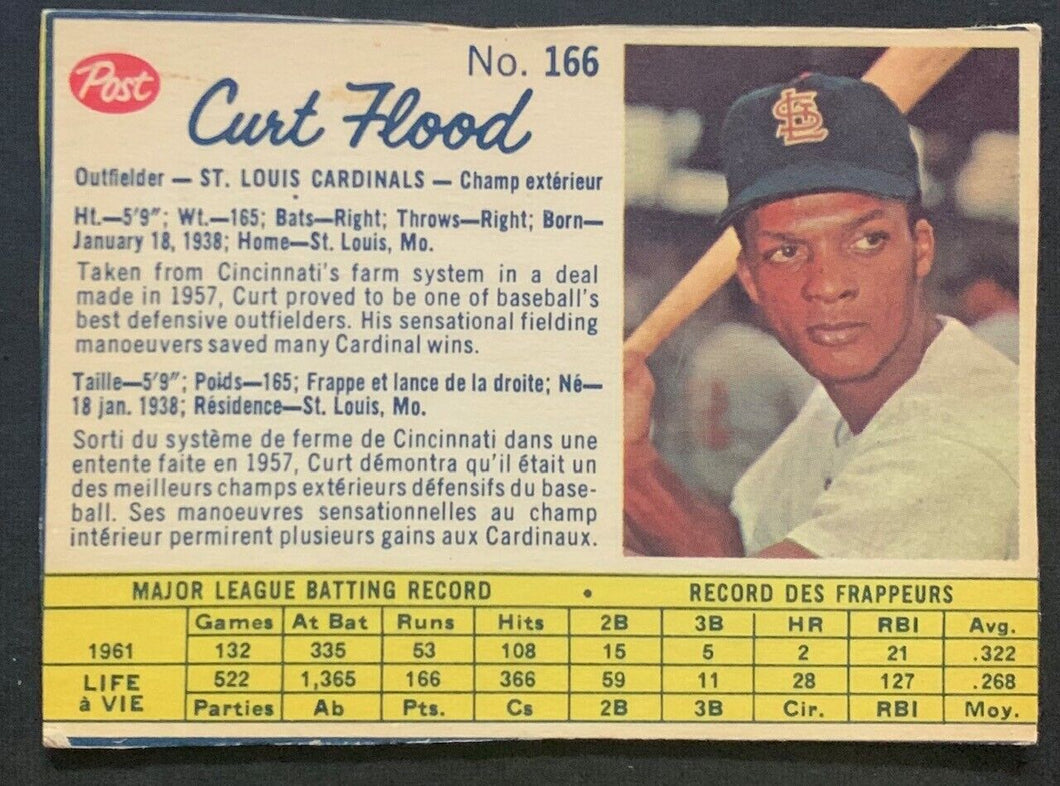 Post
No. 166
Curt Flood
Outfielder — ST. LOUIS CARDINALS — Champ extérieur
Ht.—5'9"; Wt.—165; Bats—Right; Throws—Right; Born—
January 18, 1938; Home—St. Louis, Mo.
Taken from Cincinnati's farm system in a deal
made in 1957, Curt proved to be one of baseball's
best defensive outfielders. His sensational fielding
manoeuvers saved many Cardinal wins.
Taille—5'9"; Poids—165; Frappe et lance de la droite; Né—
18 jan. 1938; Résidence—St. Louis, Mo.
Sorti du système de ferme de Cincinnati dans une
entente faite en 1957, Curt démontra qu'il était un
des meilleurs champs extérieurs défensifs du base-
ball. Ses manoeuvres sensationnelles au champ
intérieur permirent plusieurs gains aux Cardinaux.
StL
MAJOR LEAGUE BATTING RECORD • RECORD DES FRAPPEURS
Games At Bat Runs Hits 2B 3B HR RBI Avg.
1961 132 335 53 108 15 5 2 21 .322
LIFE à VIE 522 1,365 166 366 59 11 28 127 .268
Parties Ab Pts. Cs 2B 3B Cir. RBI Moy.